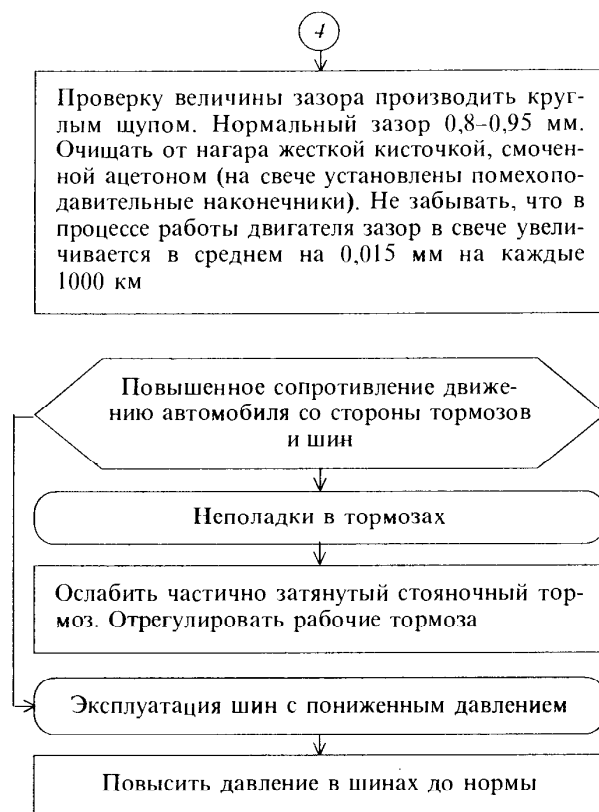 4
Проверку величины зазора производить круг-
лым щупом. Нормальный зазор 0,8–0,95 мм.
Очищать от нагара жесткой кисточкой, смочен-
ной ацетоном (на свече установлены помехопо-
давительные наконечники). Не забывать, что в
процессе работы двигателя зазор в свече увели-
чивается в среднем на 0,015 мм на каждые
1000 км
Повышенное сопротивление движе-
нию автомобиля со стороны тормозов
и шин
Неполадки в тормозах
Ослабить частично затянутый стояночный тор-
моз. Отрегулировать рабочие тормоза
Эксплуатация шин с пониженным давлением
Повысить давление в шинах до нормы